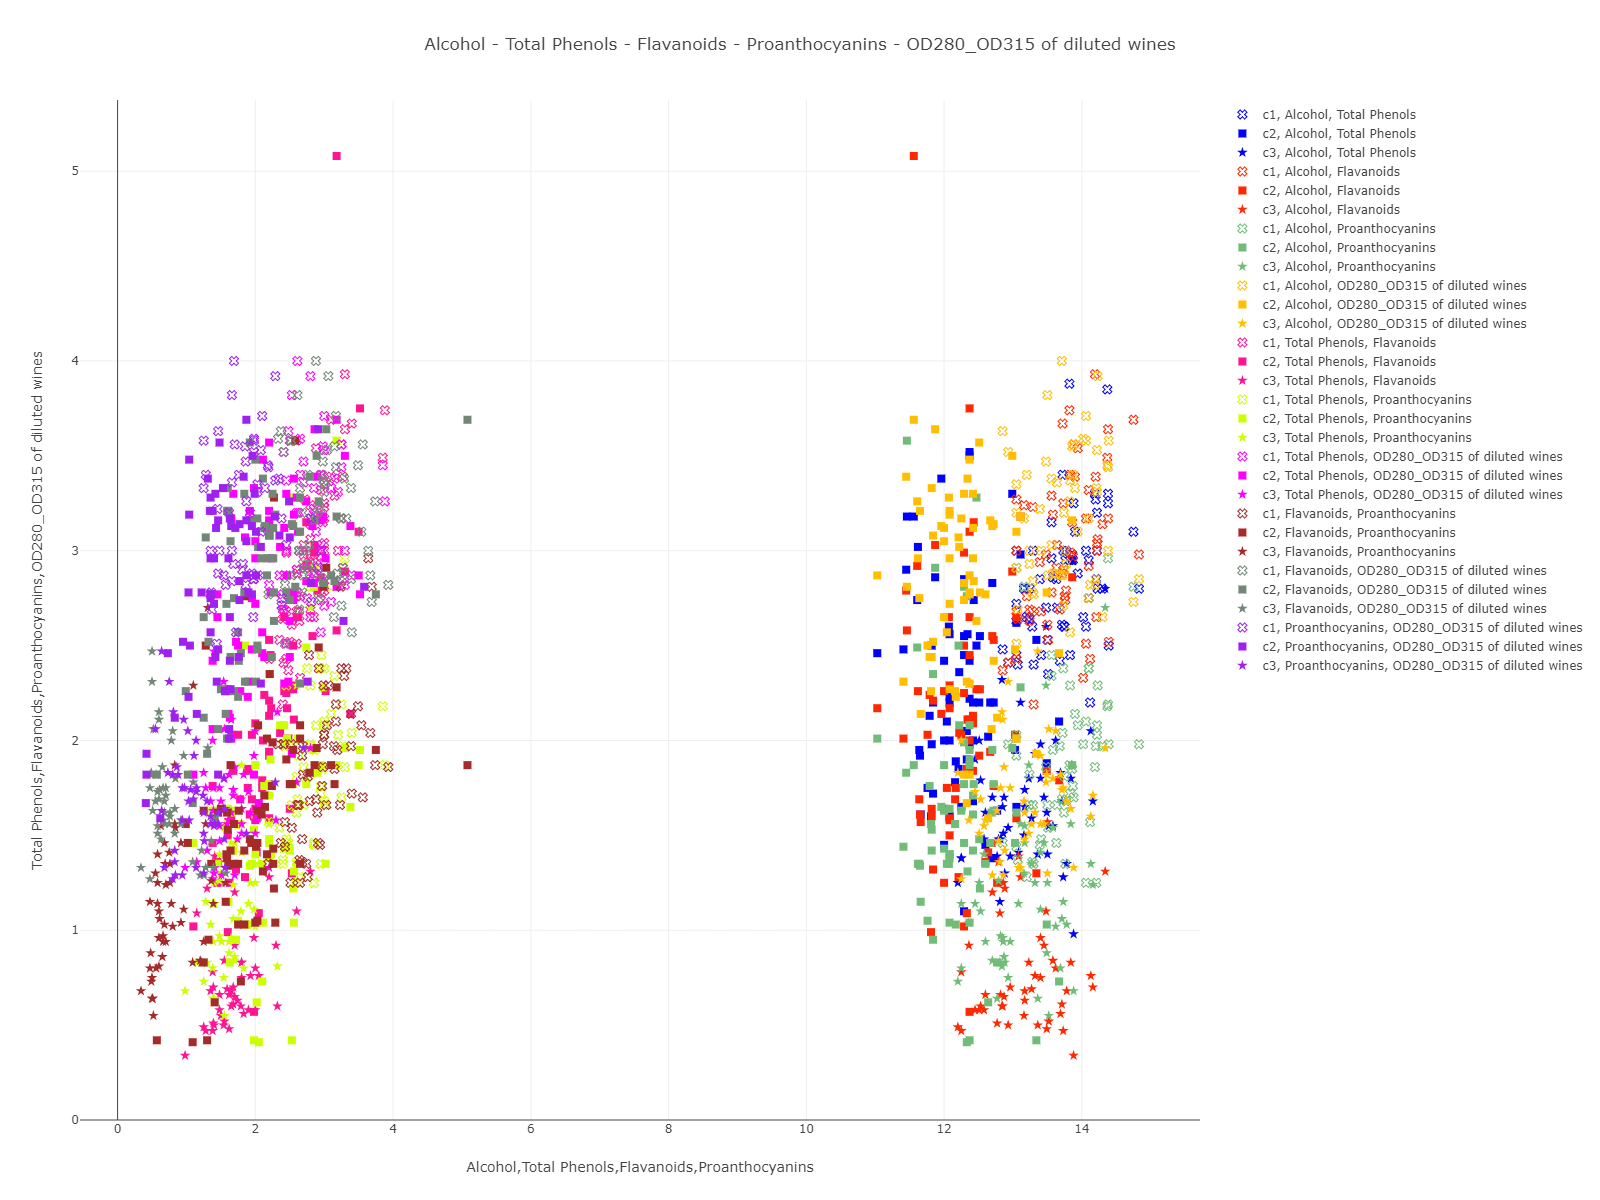 Alcohol - Total Phenols - Flavanoids - Proanthocyanins - OD280_OD315 of diluted wines
Total Phenols,Flavanoids,Proanthocyanins,OD280_OD315 of diluted wines
5
4
3
2
1
0
0 2 4 6 8 10 12 14
Alcohol,Total Phenols,Flavanoids,Proanthocyanins
c1, Alcohol, Total Phenols
c2, Alcohol, Total Phenols
c3, Alcohol, Total Phenols
c1, Alcohol, Flavanoids
c2, Alcohol, Flavanoids
c3, Alcohol, Flavanoids
c1, Alcohol, Proanthocyanins
c2, Alcohol, Proanthocyanins
c3, Alcohol, Proanthocyanins
c1, Alcohol, OD280_OD315 of diluted wines
c2, Alcohol, OD280_OD315 of diluted wines
c3, Alcohol, OD280_OD315 of diluted wines
c1, Total Phenols, Flavanoids
c2, Total Phenols, Flavanoids
c3, Total Phenols, Flavanoids
c1, Total Phenols, Proanthocyanins
c2, Total Phenols, Proanthocyanins
c3, Total Phenols, Proanthocyanins
c1, Total Phenols, OD280_OD315 of diluted wines
c2, Total Phenols, OD280_OD315 of diluted wines
c3, Total Phenols, OD280_OD315 of diluted wines
c1, Flavanoids, Proanthocyanins
c2, Flavanoids, Proanthocyanins
c3, Flavanoids, Proanthocyanins
c1, Flavanoids, OD280_OD315 of diluted wines
c2, Flavanoids, OD280_OD315 of diluted wines
c3, Flavanoids, OD280_OD315 of diluted wines
c1, Proanthocyanins, OD280_OD315 of diluted wines
c2, Proanthocyanins, OD280_OD315 of diluted wines
c3, Proanthocyanins, OD280_OD315 of diluted wines